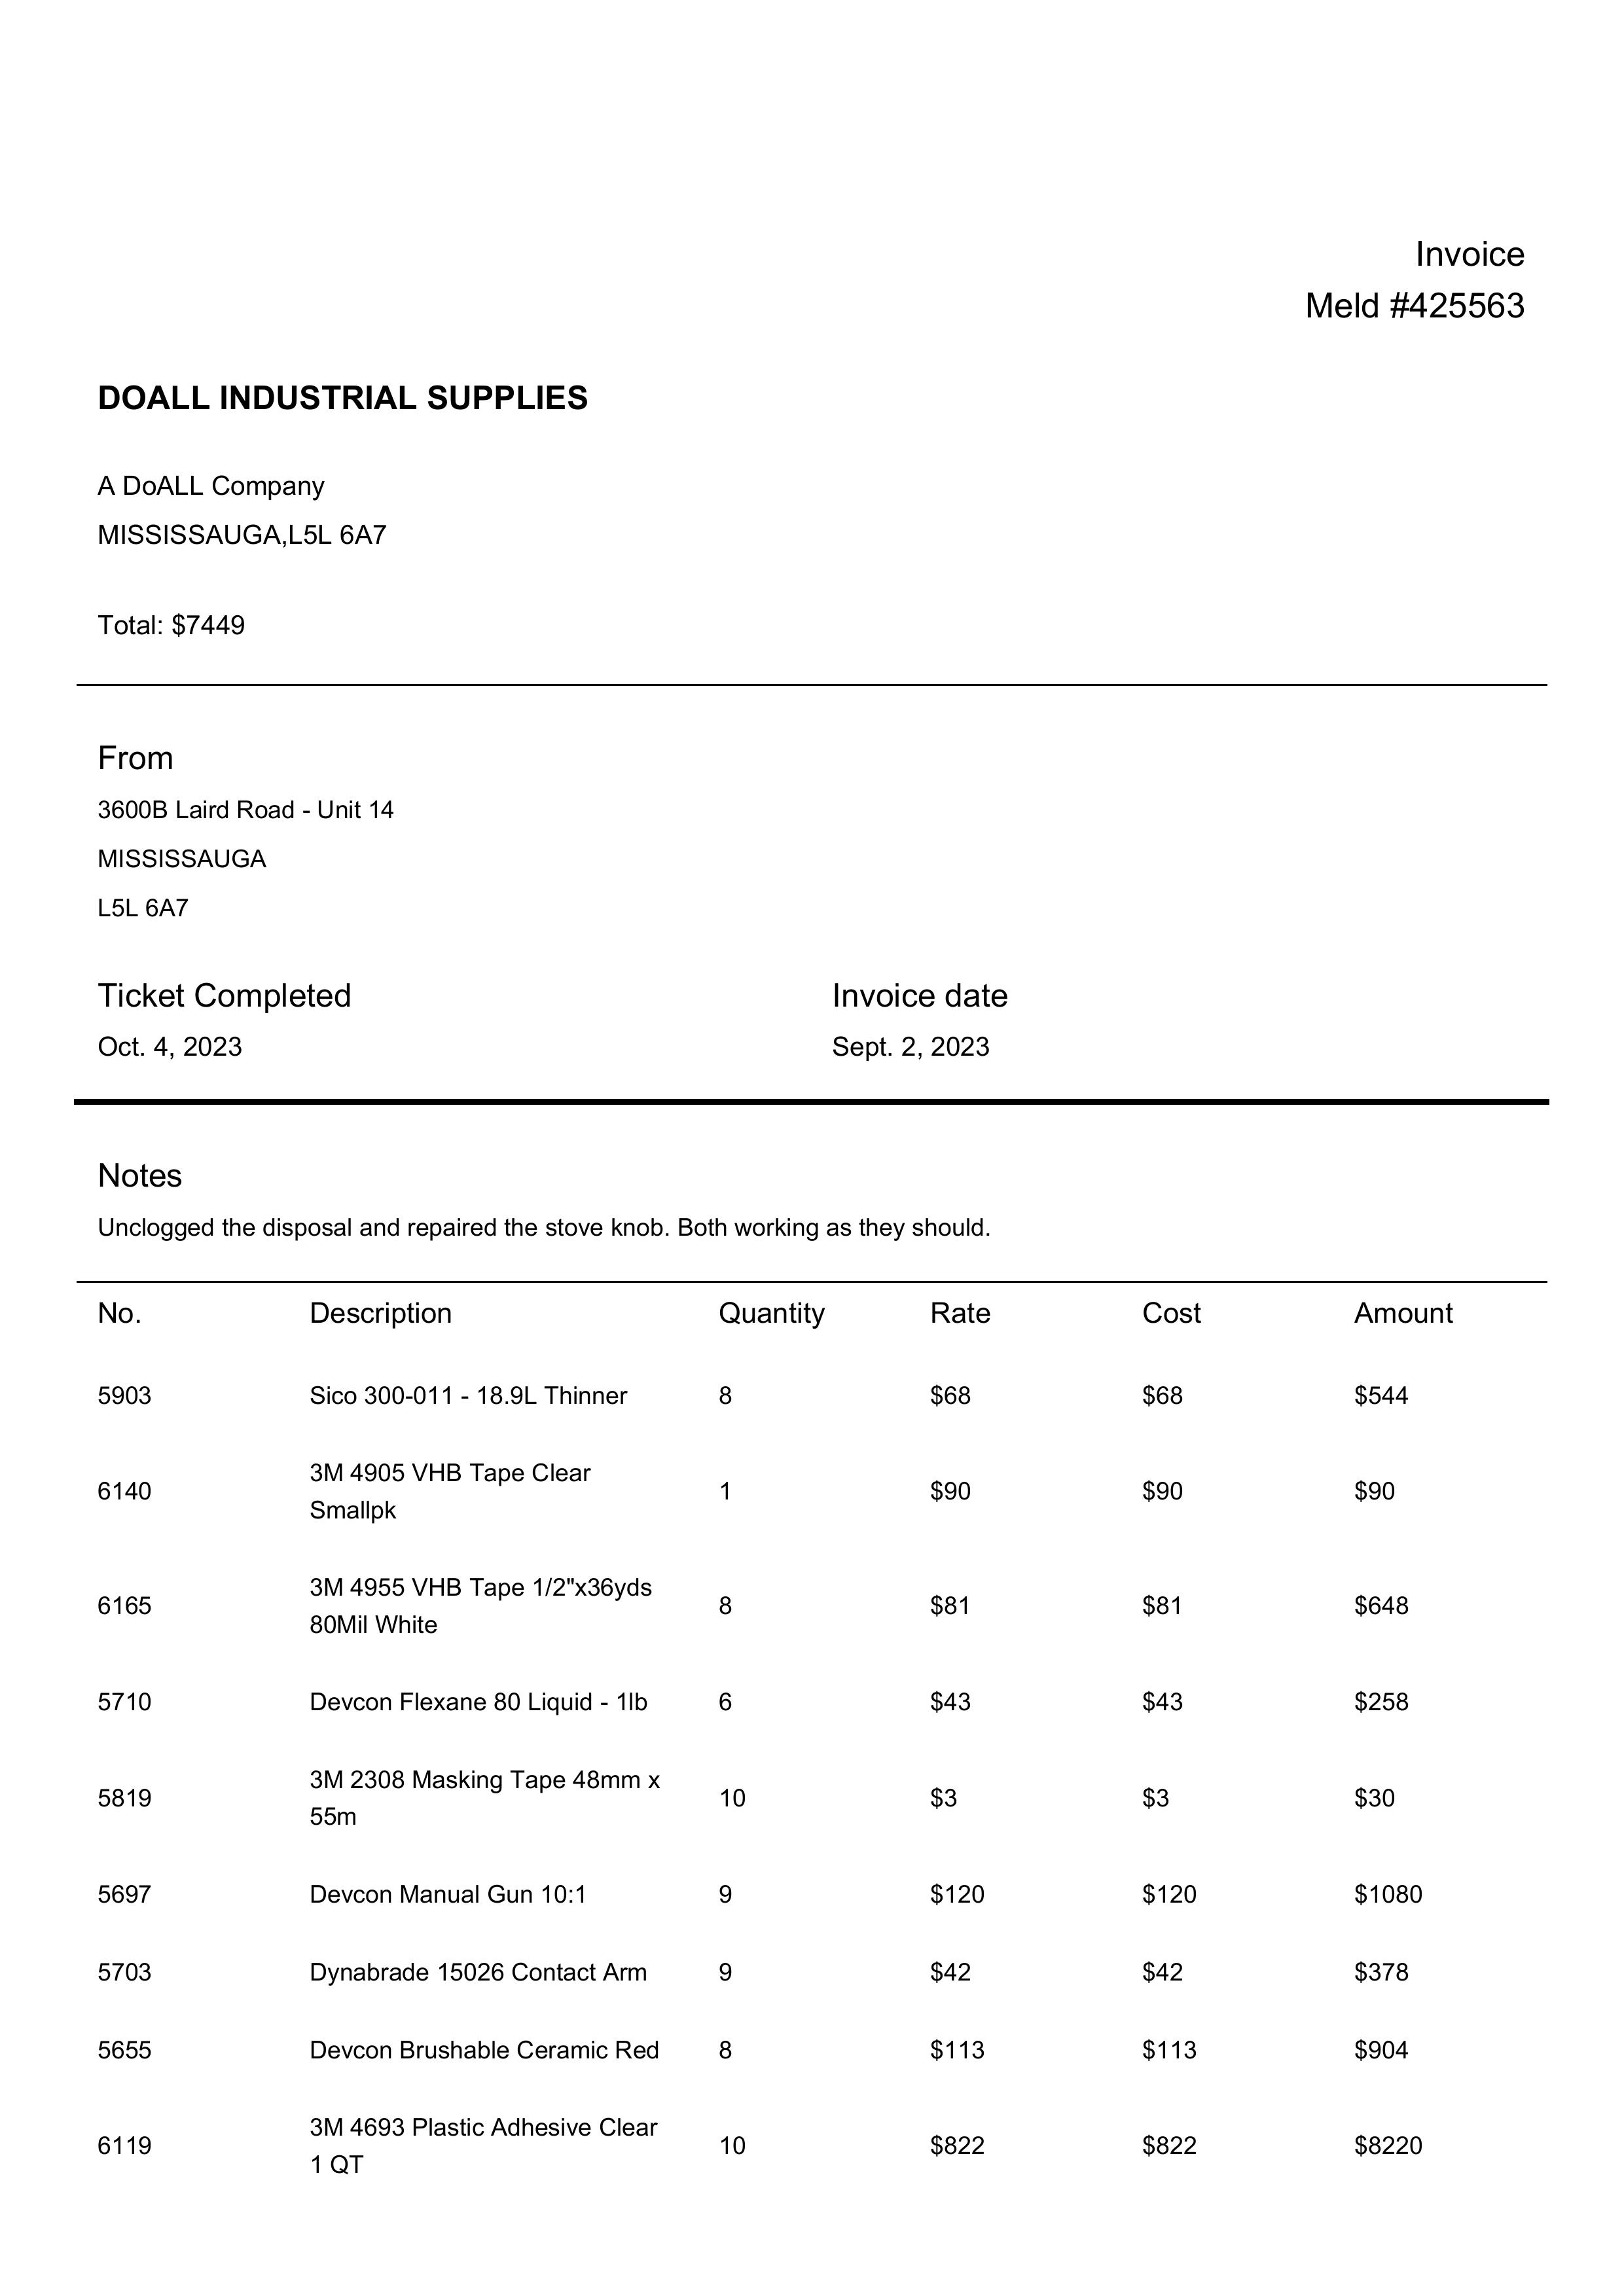 Invoice
Meld #425563
DOALL INDUSTRIAL SUPPLIES
A DoALL Company
MISSISSAUGA,L5L 6A7
Total: $7449
From
3600B Laird Road - Unit 14
MISSISSAUGA
L5L 6A7
Ticket Completed Invoice date
Oct. 4, 2023 Sept. 2, 2023
Notes
Unclogged the disposal and repaired the stove knob. Both working as they should.
No. Description Quantity Rate Cost Amount
5903 Sico 300-011 - 18.9L Thinner 8 $68 $68 $544
3M 4905 VHB Tape Clear
6140 1 $90 $90 $90
Smallpk
3M 4955 VHB Tape 1/2"x36yds
6165 8 $81 $81 $648
80Mil White
5710 Devcon Flexane 80 Liquid - 1lb 6 $43 $43 $258
3M 2308 Masking Tape 48mm x
5819 10 $3 $3 $30
55m
5697 Devcon Manual Gun 10:1 9 $120 $120 $1080
5703 Dynabrade 15026 Contact Arm 9 $42 $42 $378
5655 Devcon Brushable Ceramic Red 8 $113 $113 $904
3M 4693 Plastic Adhesive Clear
6119 10 $822 $822 $8220
1 QT